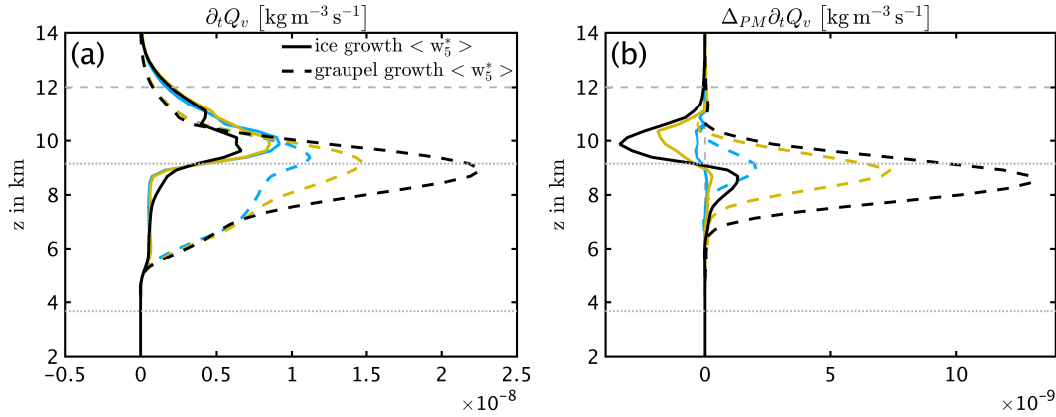 ∂ₜQᵥ [kg m⁻³ s⁻¹]
(a)
ice growth < w₅* >
graupel growth < w₅* >
z in km
14
12
10
8
6
4
2
-0.5 0 0.5 1 1.5 2 2.5
×10⁻⁸
Δ_PM ∂ₜQᵥ [kg m⁻³ s⁻¹]
(b)
z in km
14
12
10
8
6
4
2
0 5 10
×10⁻⁹